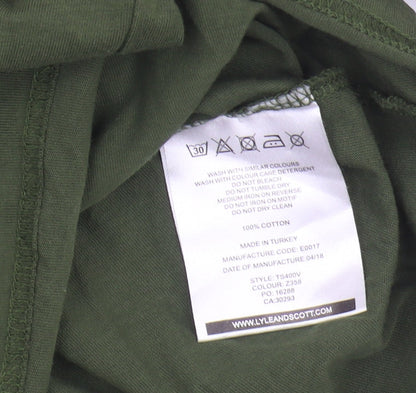 30
WASH WITH SIMILAR COLOURS
WASH WITH COLOUR CARE DETERGENT
DO NOT BLEACH
DO NOT TUMBLE DRY
MEDIUM IRON ON REVERSE
DO NOT IRON ON MOTIF
DO NOT DRY CLEAN
100% COTTON
MADE IN TURKEY
MANUFACTURE CODE: E0017
DATE OF MANUFACTURE 04/18
STYLE: TS400V
COLOUR: Z358
PO: 16288
CA:30293
WWW.LYLEANDSCOTT.COM